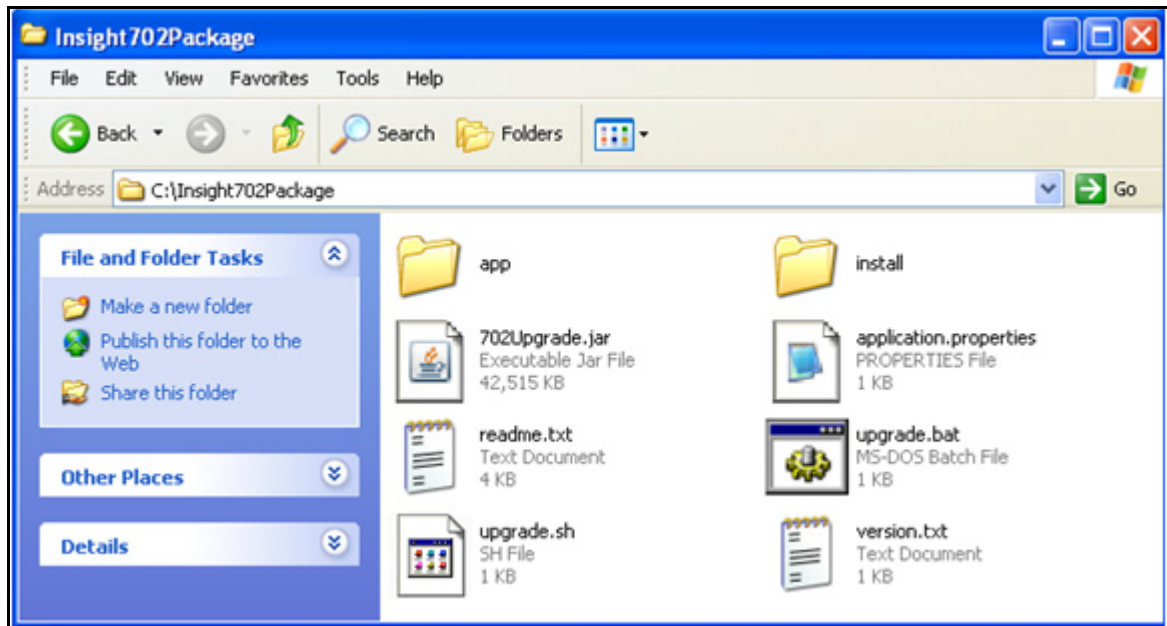 Insight702Package
File Edit View Favorites Tools Help
Back Search Folders
Address C:\Insight702Package Go
File and Folder Tasks
Make a new folder
Publish this folder to the
Web
Share this folder
Other Places
Details
app
install
702Upgrade.jar
Executable Jar File
42,515 KB
application.properties
PROPERTIES File
1 KB
readme.txt
Text Document
4 KB
upgrade.bat
MS-DOS Batch File
1 KB
upgrade.sh
SH File
1 KB
version.txt
Text Document
1 KB